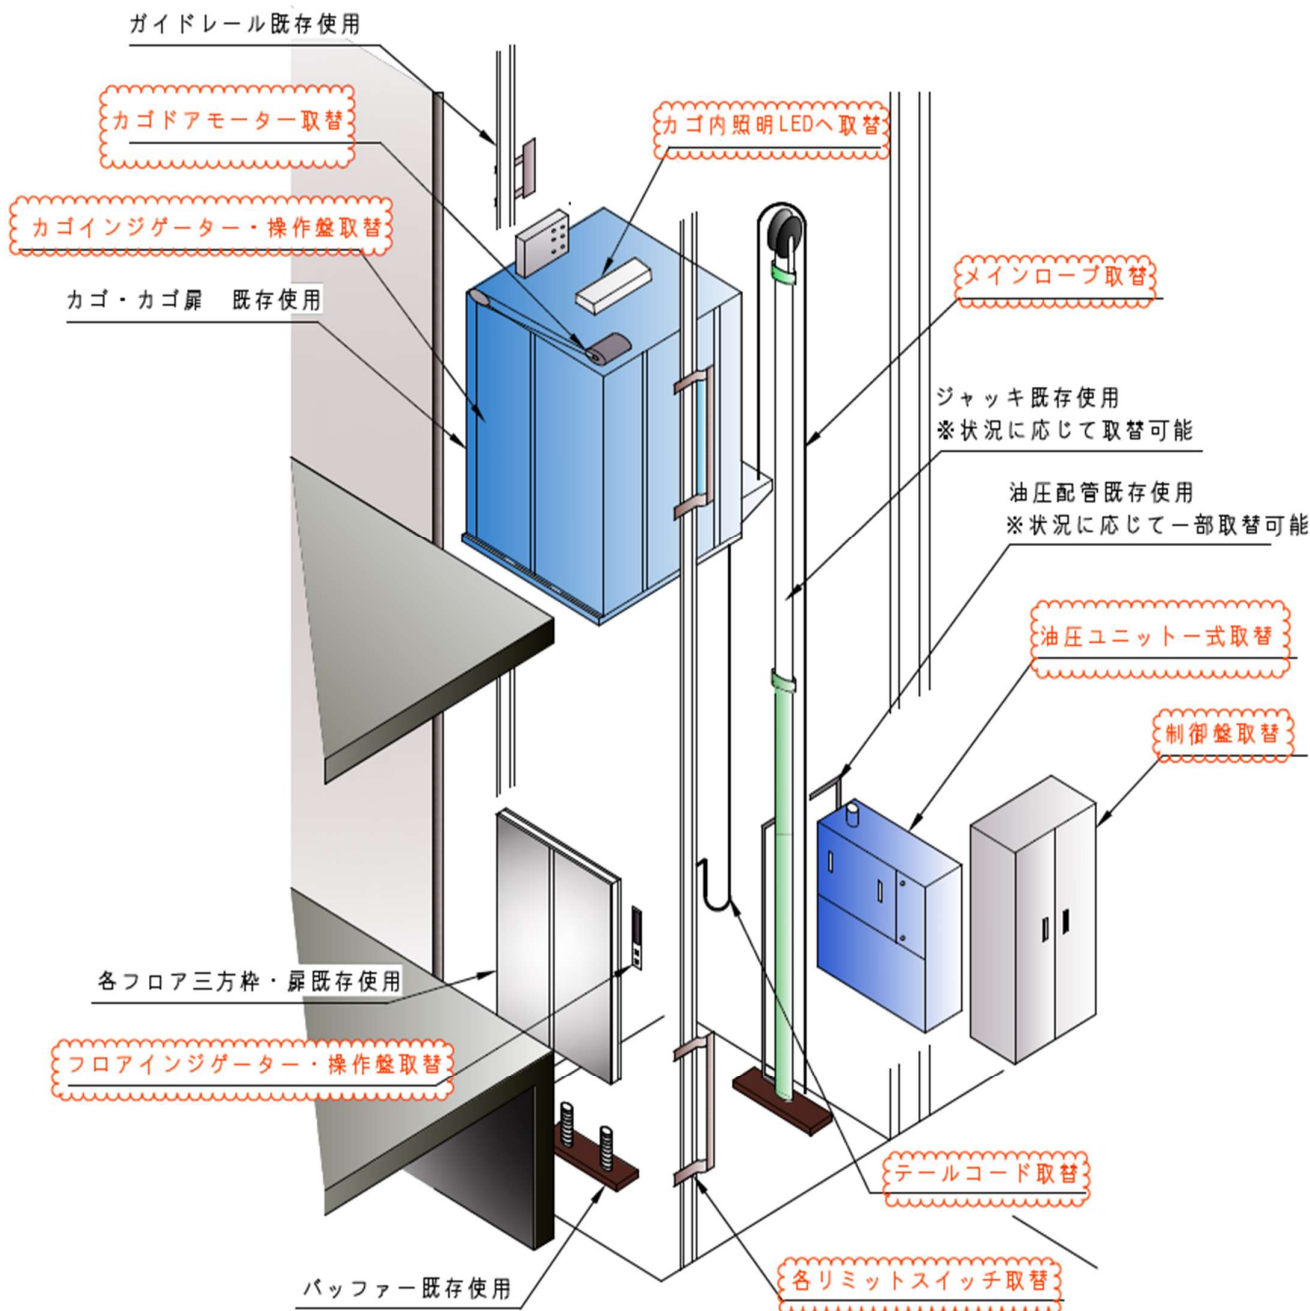 ガイドレール既存使用
カゴドアモーター取替
カゴ内照明LEDへ取替
カゴインジゲーター・操作盤取替
カゴ・カゴ扉 既存使用
メインロープ取替
ジャッキ既存使用
※状況に応じて取替可能
油圧配管既存使用
※状況に応じて一部取替可能
油圧ユニット一式取替
制御盤取替
各フロア三方枠・扉既存使用
フロアインジゲーター・操作盤取替
テールコード取替
バッファー既存使用
各リミットスイッチ取替